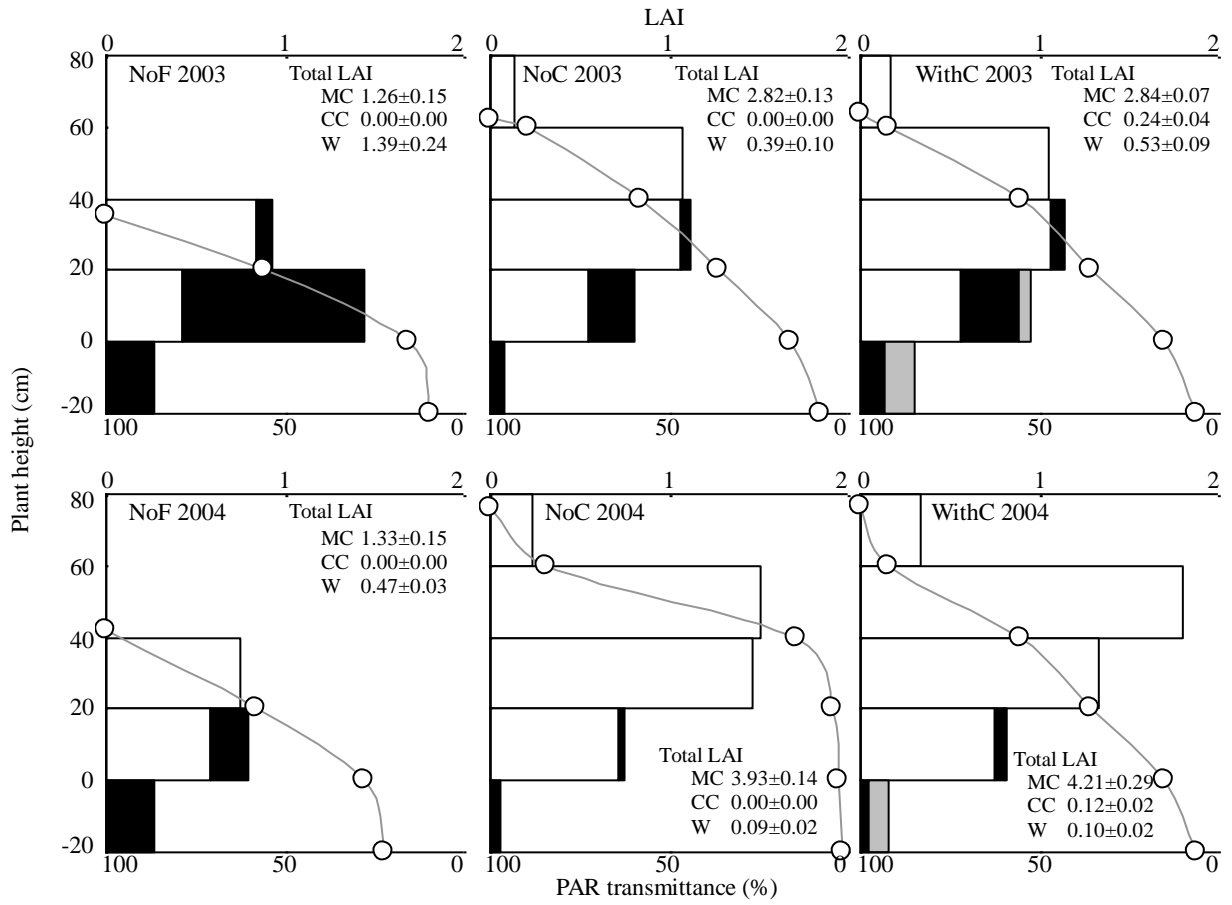 LAI
0 1 2
0 1 2
0 1 2
80
60
40
20
0
-20
NoF 2003
Total LAI
MC 1.26±0.15
CC 0.00±0.00
W 1.39±0.24
NoC 2003
Total LAI
MC 2.82±0.13
CC 0.00±0.00
W 0.39±0.10
WithC 2003
Total LAI
MC 2.84±0.07
CC 0.24±0.04
W 0.53±0.09
100 50 0
100 50 0
100 50 0
Plant height (cm)
0 1 2
0 1 2
0 1 2
80
60
40
20
0
-20
NoF 2004
Total LAI
MC 1.33±0.15
CC 0.00±0.00
W 0.47±0.03
NoC 2004
Total LAI
MC 3.93±0.14
CC 0.00±0.00
W 0.09±0.02
WithC 2004
Total LAI
MC 4.21±0.29
CC 0.12±0.02
W 0.10±0.02
100 50 0
100 50 0
100 50 0
PAR transmittance (%)